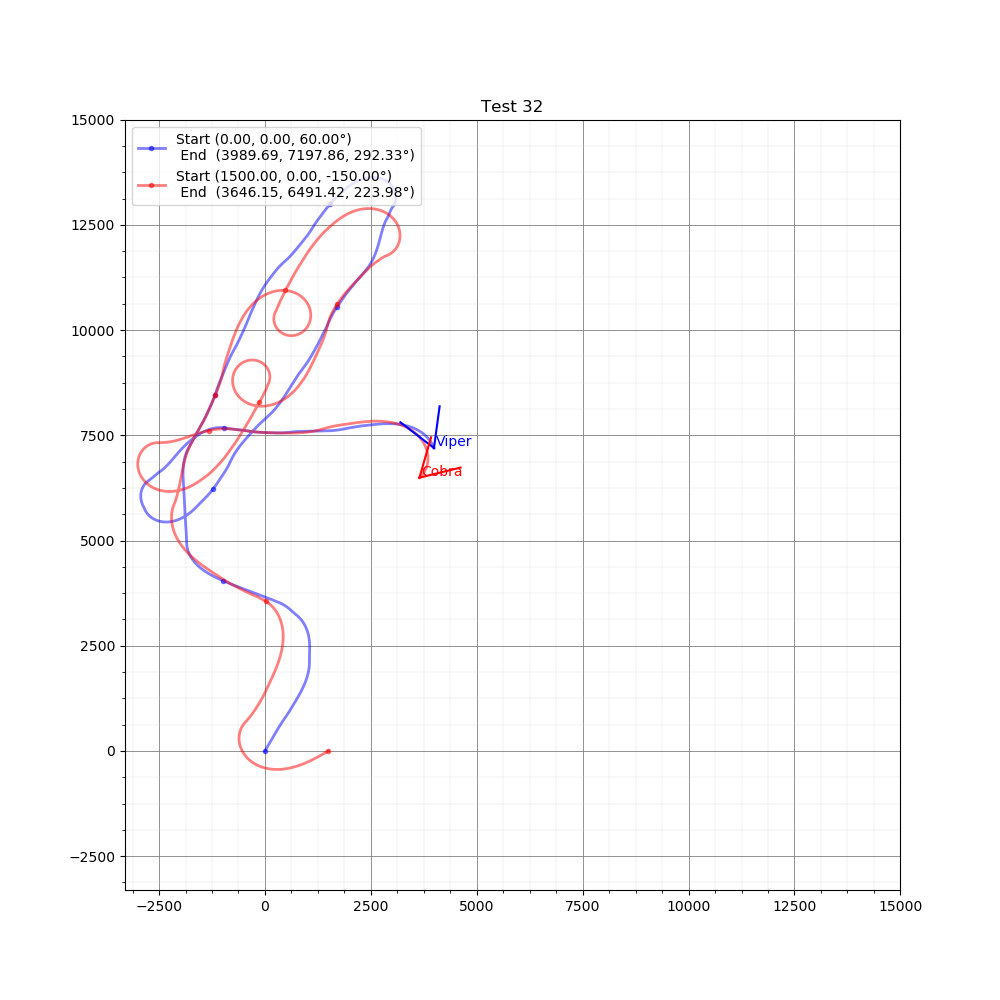 Test 32
15000
12500
10000
7500
5000
2500
0
−2500
−2500
0
2500
5000
7500
10000
12500
15000
Start (0.00, 0.00, 60.00°)
End (3989.69, 7197.86, 292.33°)
Start (1500.00, 0.00, -150.00°)
End (3646.15, 6491.42, 223.98°)
Viper
Cobra